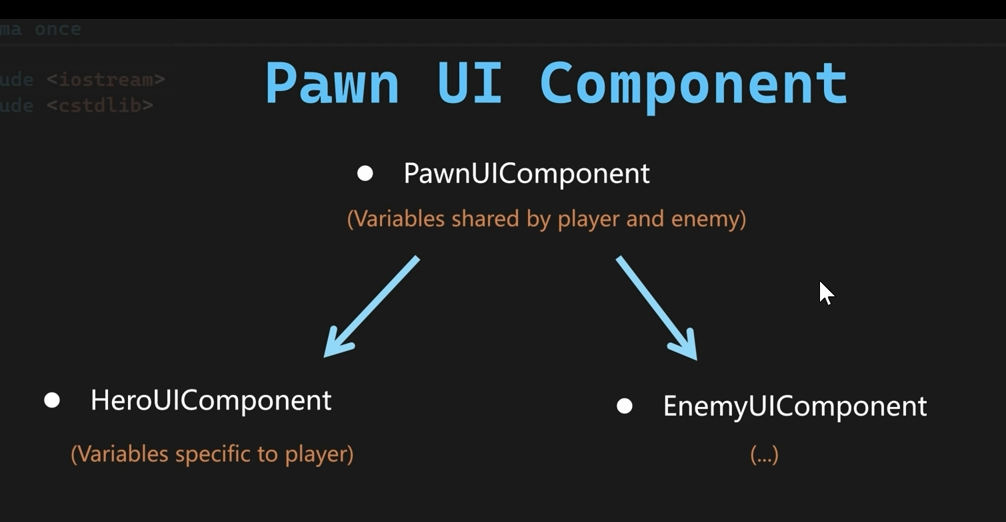 ma once
ude <iostream>
ude <cstdlib>
Pawn UI Component
PawnUIComponent
(Variables shared by player and enemy)
HeroUIComponent
(Variables specific to player)
EnemyUIComponent
(...)